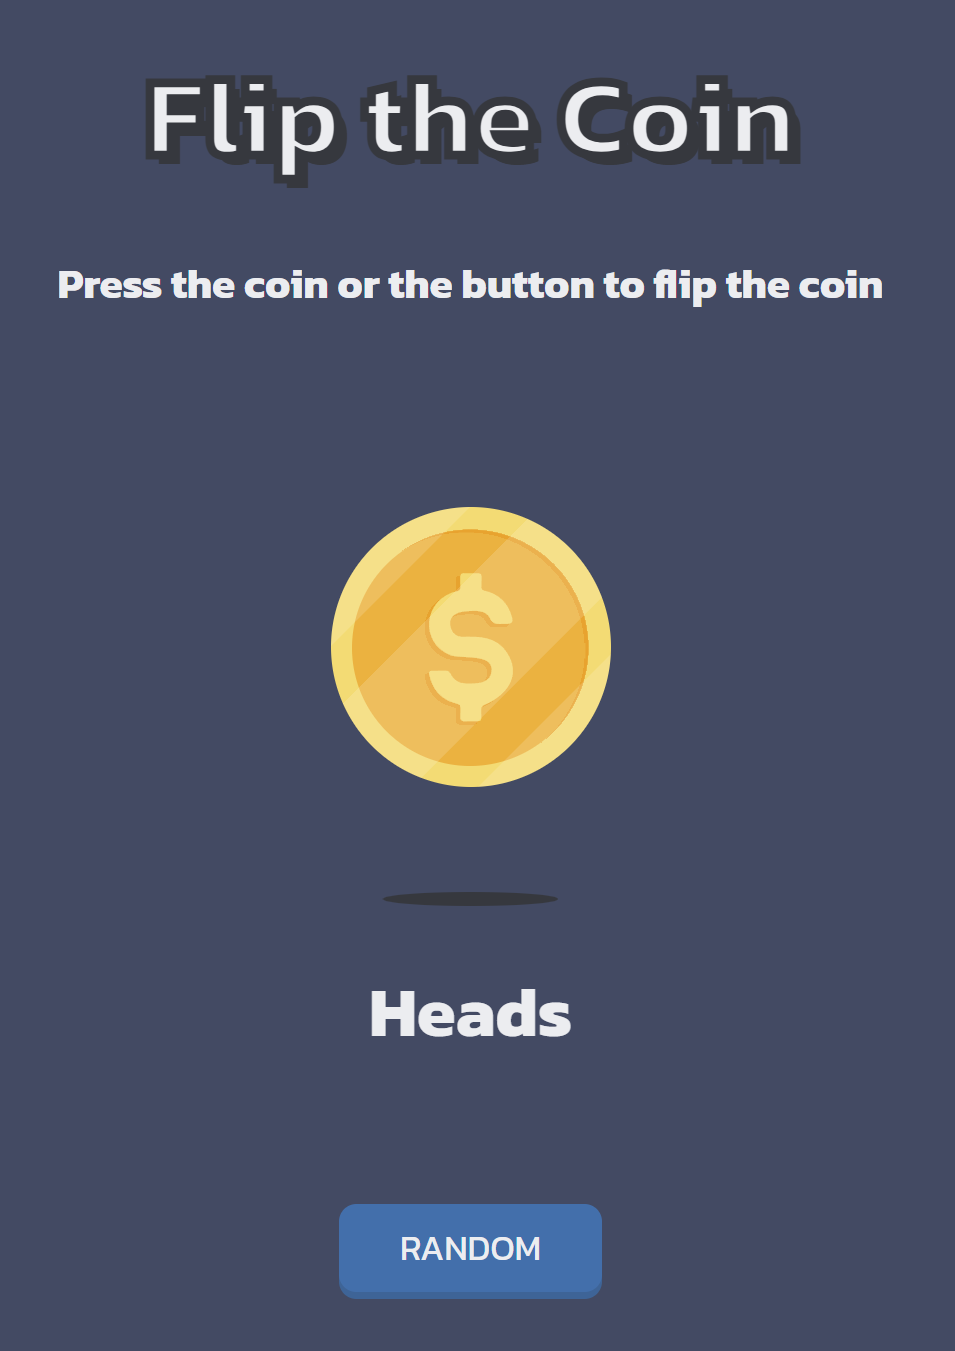 Flip the Coin
Press the coin or the button to flip the coin
$
Heads
RANDOM